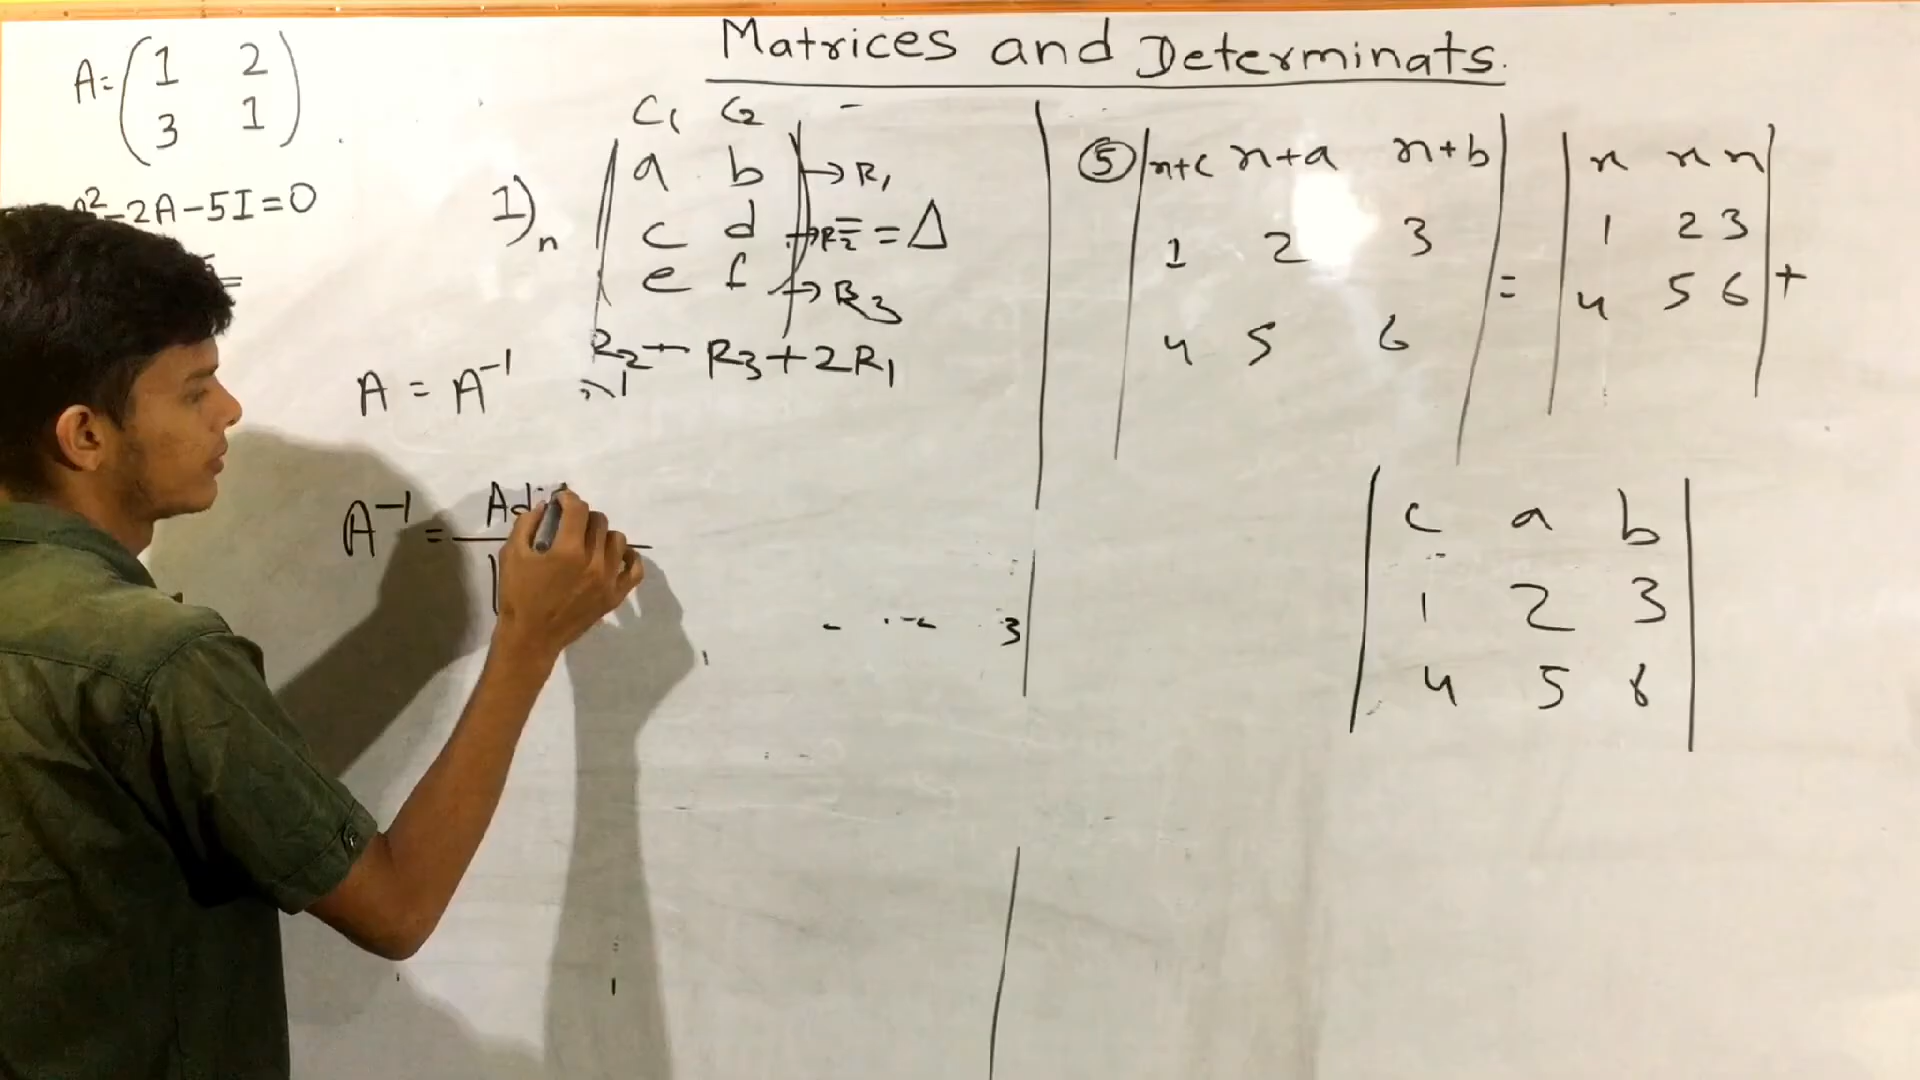 Matrices and Determinats.
A=(1 2
3 1)
A²-2A-5I=0
C₁ C₂ -
1)
n
a b → R₁
c d → R₂ = Δ
e f → R₃
R₂ - R₃+2R₁
A = A⁻¹
A⁻¹ = Adj
3
⑤ |n+c n+a n+b| = |n n n| +
1 2 3
4 5 6
1 2 3
4 5 6
|c a b|
1 2 3
4 5 6